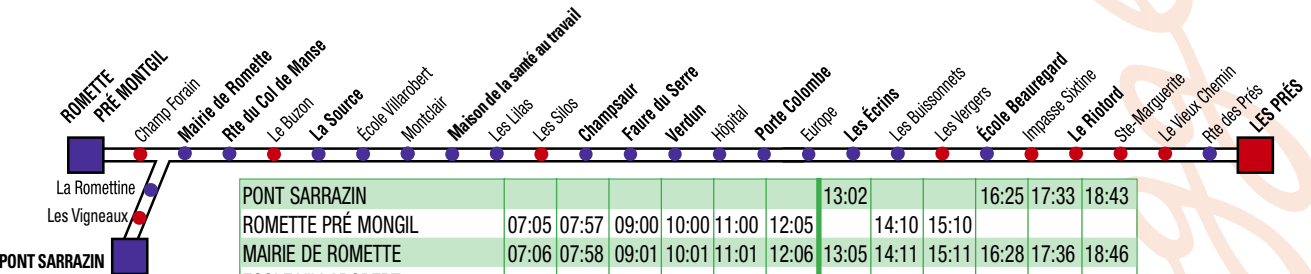 ROMETTE
PRÉ MONTGIL
Champ Forain
Mairie de Romette
Rte du Col de Manse
Le Buzon
La Source
École Villarobert
Montclair
Maison de la santé au travail
Les Lilas
Les Silos
Champsaur
Faure du Serre
Verdun
Hôpital
Porte Colombe
Europe
Les Écrins
Les Buissonnets
Les Vergers
École Beauregard
Impasse Sixtine
Le Riotord
Ste-Marguerite
Le Vieux Chemin
Rte des Prés
LES PRÉS
La Romettine
Les Vigneaux
PONT SARRAZIN
PONT SARRAZIN 13:02 16:25 17:33 18:43
ROMETTE PRÉ MONGIL 07:05 07:57 09:00 10:00 11:00 12:05 14:10 15:10
MAIRIE DE ROMETTE 07:06 07:58 09:01 10:01 11:01 12:06 13:05 14:11 15:11 16:28 17:36 18:46